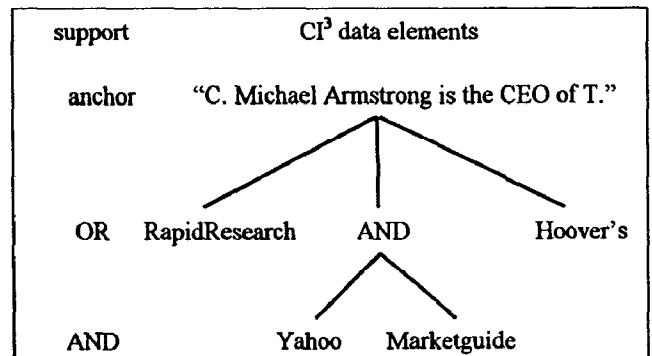 support CI³ data elements
anchor “C. Michael Armstrong is the CEO of T.”
OR RapidResearch AND Hoover's
AND Yahoo Marketguide